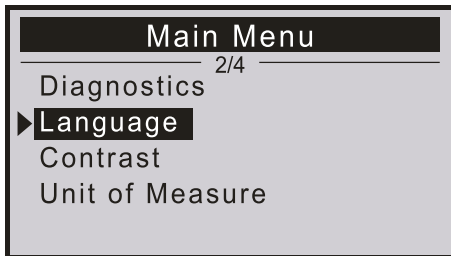 Main Menu
2/4
Diagnostics
Language
Contrast
Unit of Measure